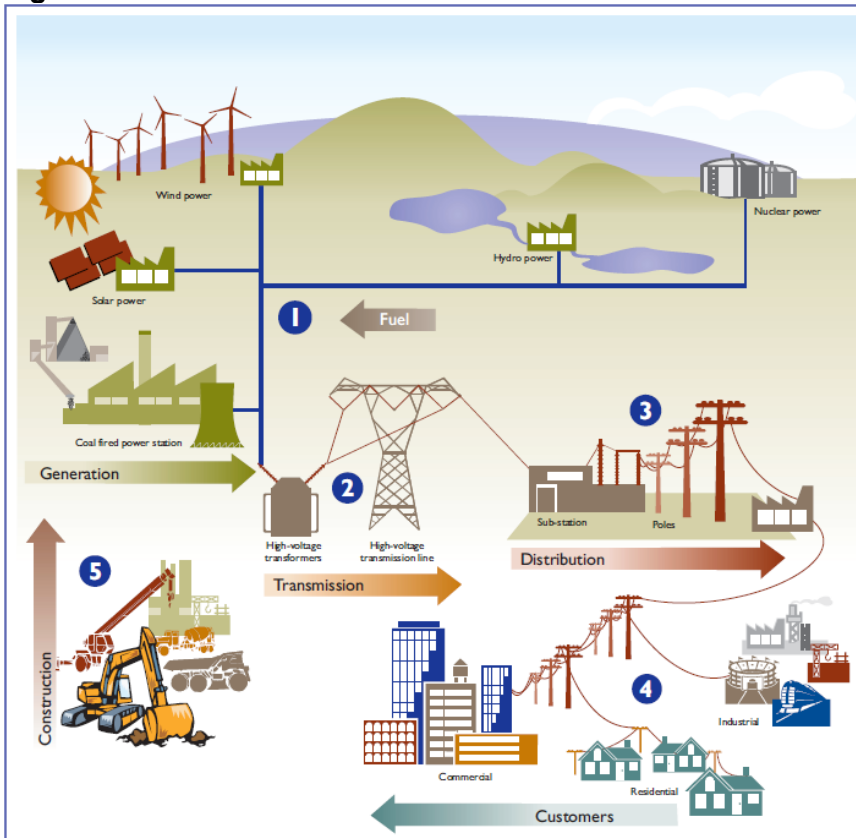 Wind power
Nuclear power
Hydro power
Solar power
1
Fuel
Coal fired power station
3
Generation
2
Sub-station
Poles
High-voltage
transformers
High-voltage
transmission line
Distribution
5
Transmission
Construction
4
Industrial
Commercial
Residential
Customers